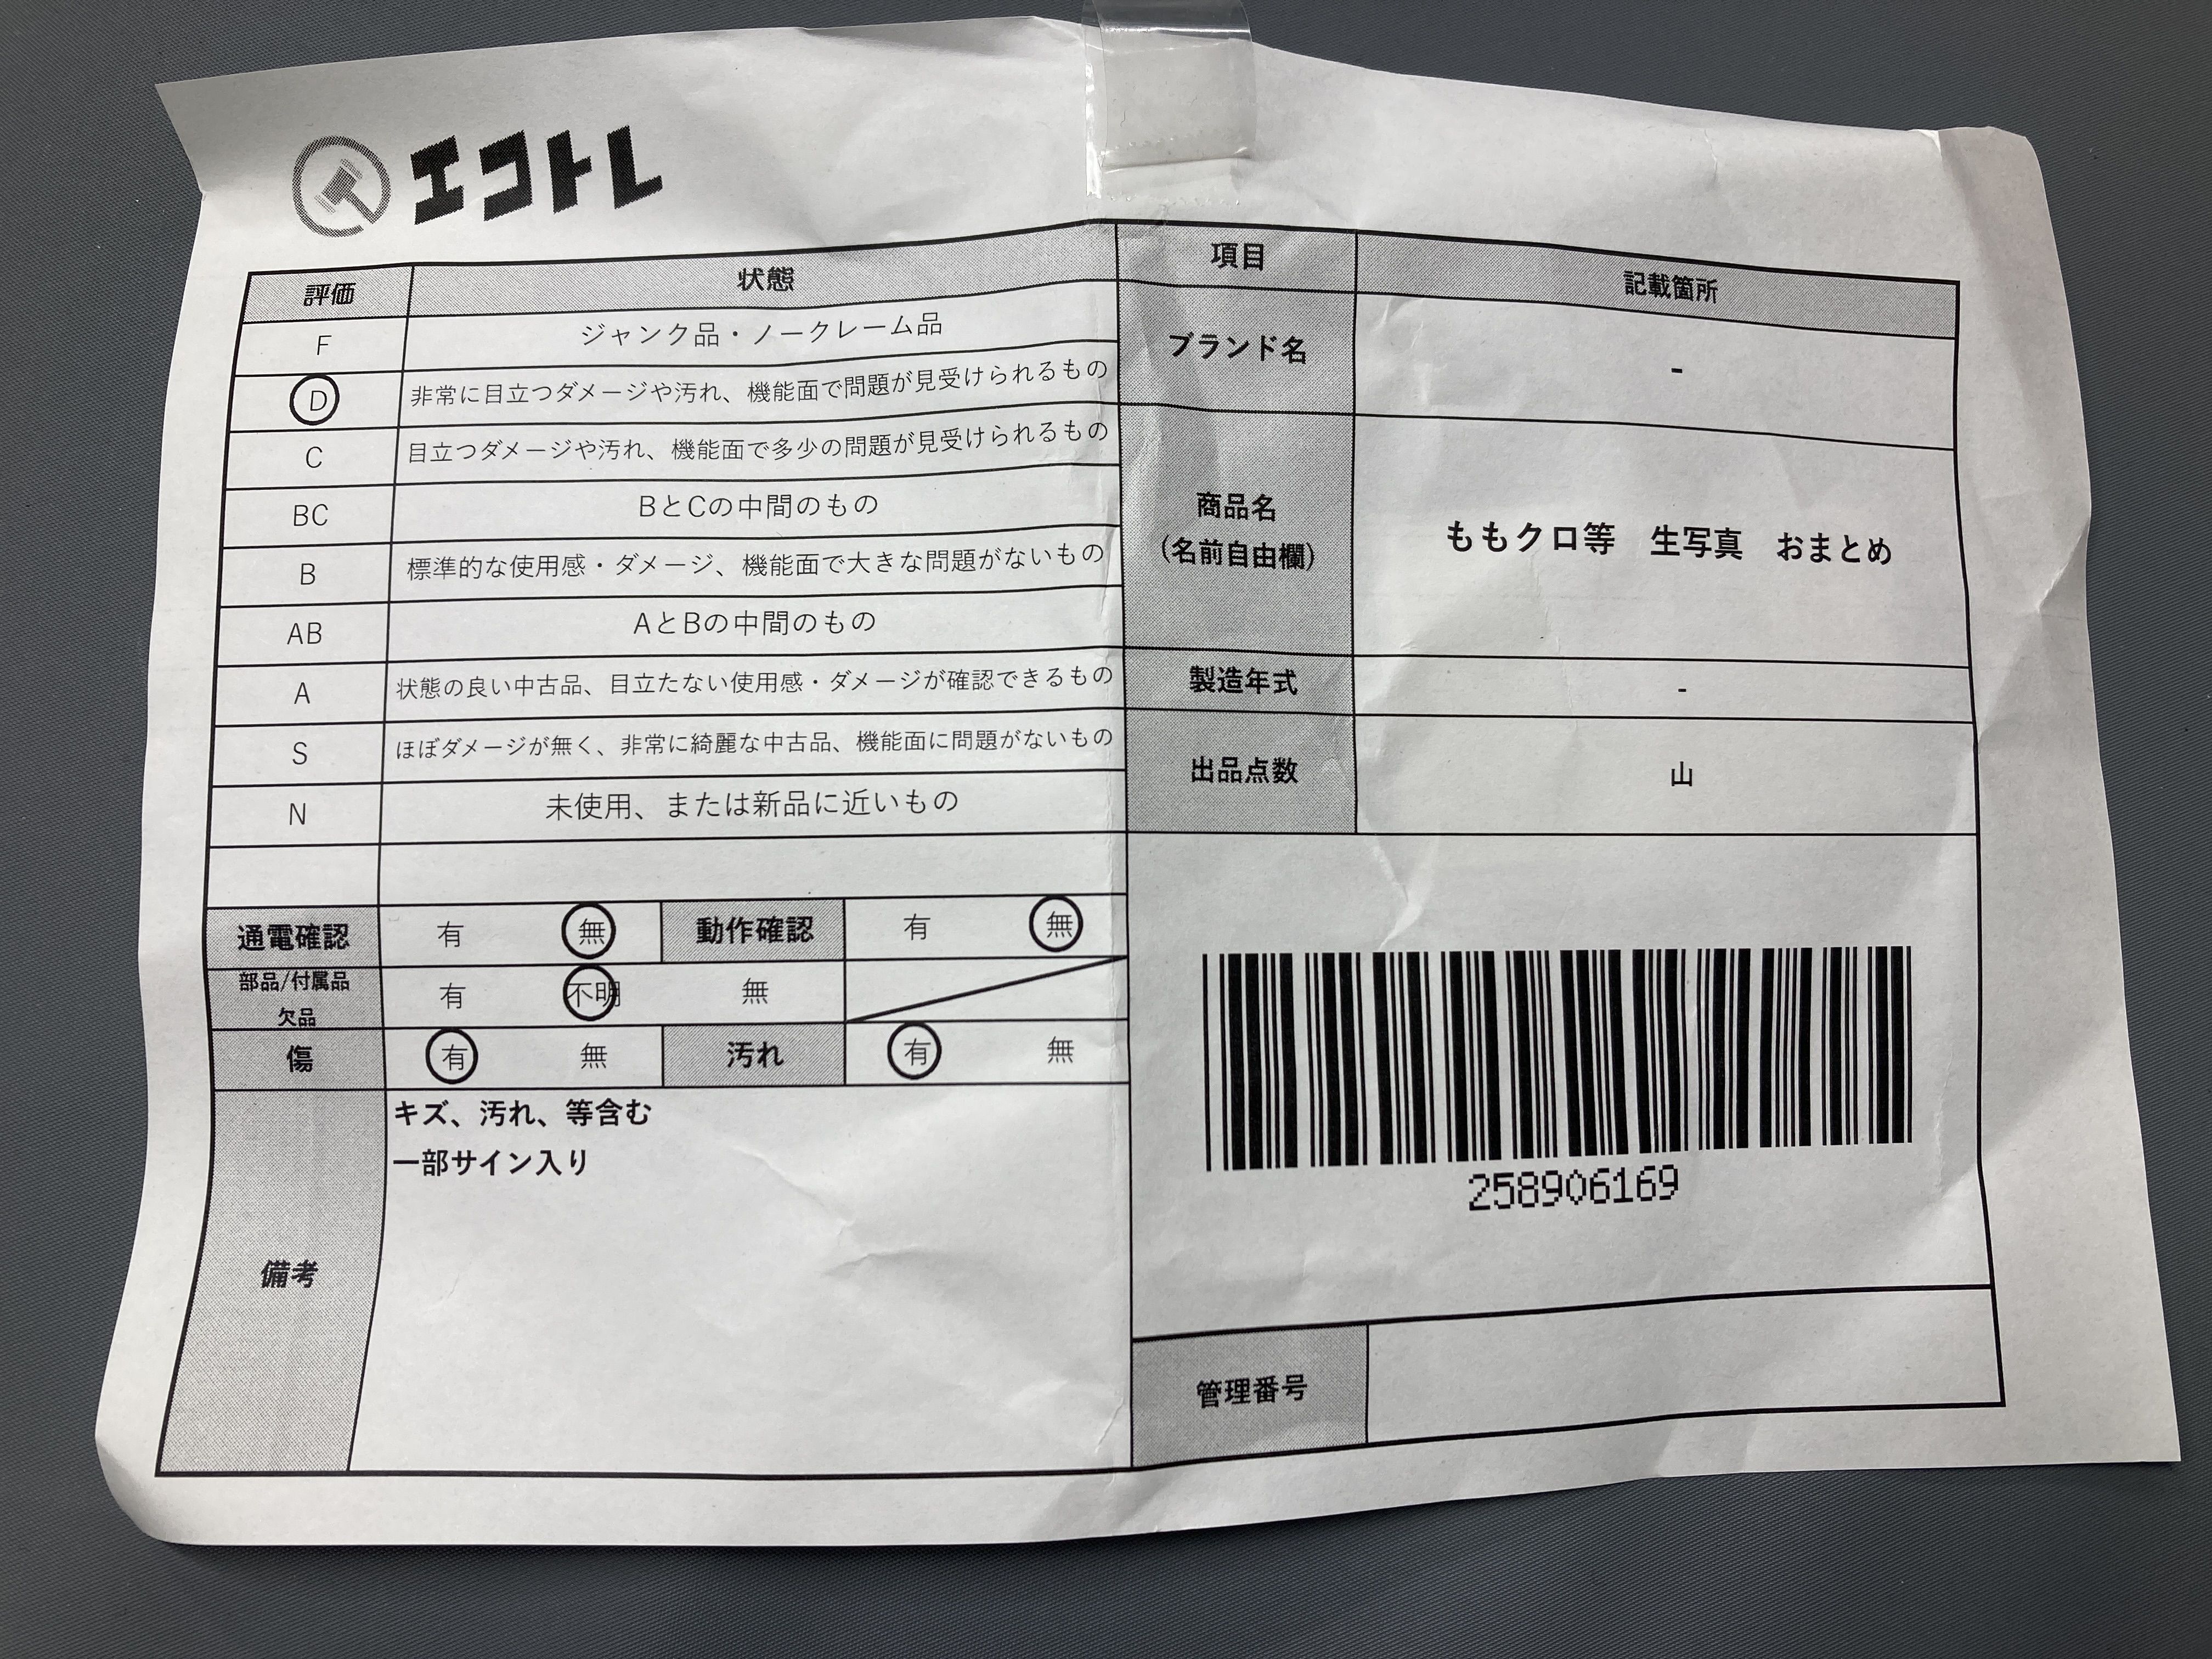 エコトレ
評価 状態
F ジャンク品・ノークレーム品
D 非常に目立つダメージや汚れ、機能面で問題が見受けられるもの
C 目立つダメージや汚れ、機能面で多少の問題が見受けられるもの
BC BとCの中間のもの
B 標準的な使用感・ダメージ、機能面で大きな問題がないもの
AB AとBの中間のもの
A 状態の良い中古品、目立たない使用感・ダメージが確認できるもの
S ほぼダメージが無く、非常に綺麗な中古品、機能面に問題がないもの
N 未使用、または新品に近いもの
通電確認 有 無 動作確認 有 無
部品/付属品
欠品 有 不明 無
傷 有 無 汚れ 有 無
備考
キズ、汚れ、等含む
一部サイン入り
項目 記載箇所
ブランド名 -
商品名
(名前自由欄)
ももクロ等 生写真 おまとめ
製造年式 -
出品点数 山
258906169
管理番号